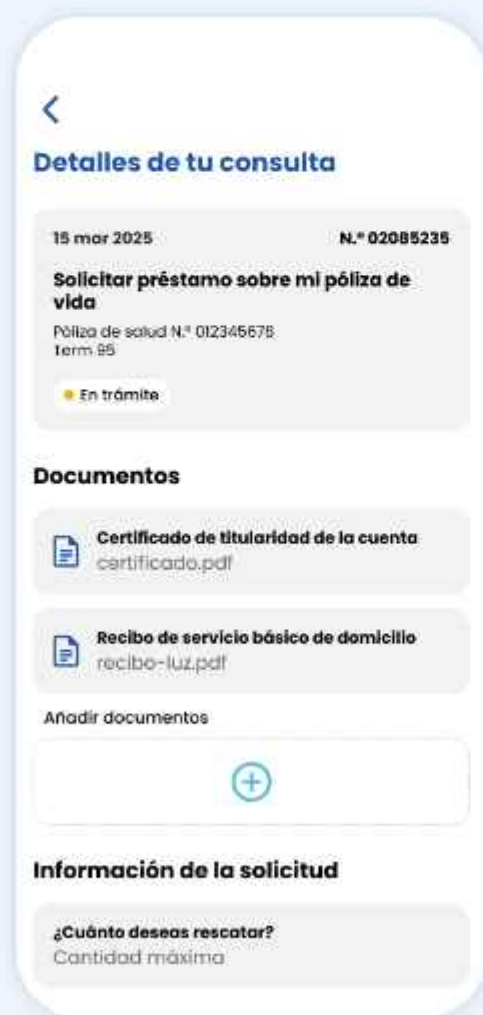 Detalles de tu consulta
15 mar 2025 N.º 02085235
Solicitar préstamo sobre mi póliza de
vida
Póliza de salud N.º 012345678
Term 95
En trámite
Documentos
Certificado de titularidad de la cuenta
certificado.pdf
Recibo de servicio básico de domicilio
recibo-luz.pdf
Añadir documentos
Información de la solicitud
¿Cuánto deseas rescatar?
Cantidad máxima